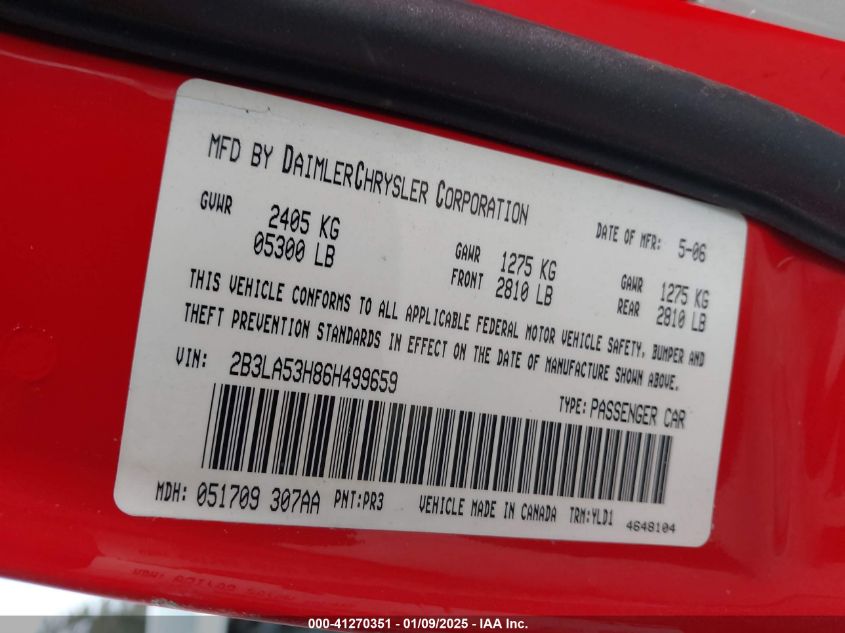 MFD BY DAIMLERCHRYSLER CORPORATION
DATE OF MFR: 5-06
GVWR 2405 KG
05300 LB
GAWR FRONT 1275 KG
2810 LB
GAWR REAR 1275 KG
2810 LB
THIS VEHICLE CONFORMS TO ALL APPLICABLE FEDERAL MOTOR VEHICLE SAFETY, BUMPER AND
THEFT PREVENTION STANDARDS IN EFFECT ON THE DATE OF MANUFACTURE SHOWN ABOVE.
VIN: 2B3LA53H86H499659
TYPE: PASSENGER CAR
MDH: 051709 307AA PNT:PR3 VEHICLE MADE IN CANADA TRM:YLD1 4648104
000-41270351 - 01/09/2025 - IAA Inc.